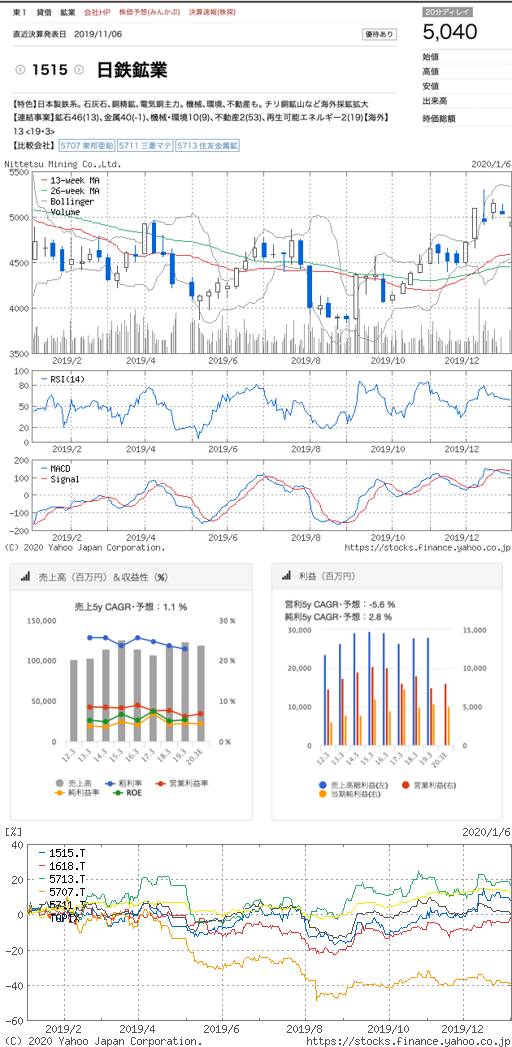 東1 貸借 鉱業 会社HP 株価予想(みんかぶ) 決算速報(株探)
20分ディレイ
直近決算発表日 2019/11/06 優待あり
5,040
1515 日鉄鉱業
始値
高値
安値
出来高
時価総額
【特色】日本製鉄系。石灰石、銅精鉱、電気銅主力。機械、環境、不動産も。チリ銅鉱山など海外採鉱拡大
【連結事業】鉱石46(13)、金属40(-1)、機械・環境10(9)、不動産2(53)、再生可能エネルギー2(19)【海外】
13 <19・3>
【比較会社】 5707 東邦亜鉛 5711 三菱マテ 5713 住友金属鉱
Nittetsu Mining Co.,Ltd. 2020/1/6
5500
13-week MA
26-week MA
Bollinger
Volume
5000
4500
4000
3500
2019/2 2019/4 2019/6 2019/8 2019/10 2019/12
100
RSI(14)
50
0
2019/2 2019/4 2019/6 2019/8 2019/10 2019/12
200
MACD
Signal
100
0
-100
-200
2019/2 2019/4 2019/6 2019/8 2019/10 2019/12
(C) 2020 Yahoo Japan Corporation. https://stocks.finance.yahoo.co.jp
売上高（百万円）＆収益性（%）
売上5y CAGR・予想：1.1 %
150,000 30 %
100,000 20 %
50,000 10 %
0 0 %
12.3 13.3 14.3 15.3 16.3 17.3 18.3 19.3 20.3E
売上高 粗利率 営業利益率
純利益率 ROE
利益（百万円）
営利5y CAGR・予想：-5.6 %
純利5y CAGR・予想：2.8 %
30,000 15,000
20,000 10,000
10,000 5,000
0 0
12.3 13.3 14.3 15.3 16.3 17.3 18.3 19.3 20.3E
売上高総利益(左) 営業利益(右)
当期純利益(右)
[%] 2020/1/6
40
1515.T
1618.T
5713.T
5707.T
5711.T
TOPIX
20
0
-20
-40
-60
2019/2 2019/4 2019/6 2019/8 2019/10 2019/12
(C) 2020 Yahoo Japan Corporation. https://stocks.finance.yahoo.co.jp